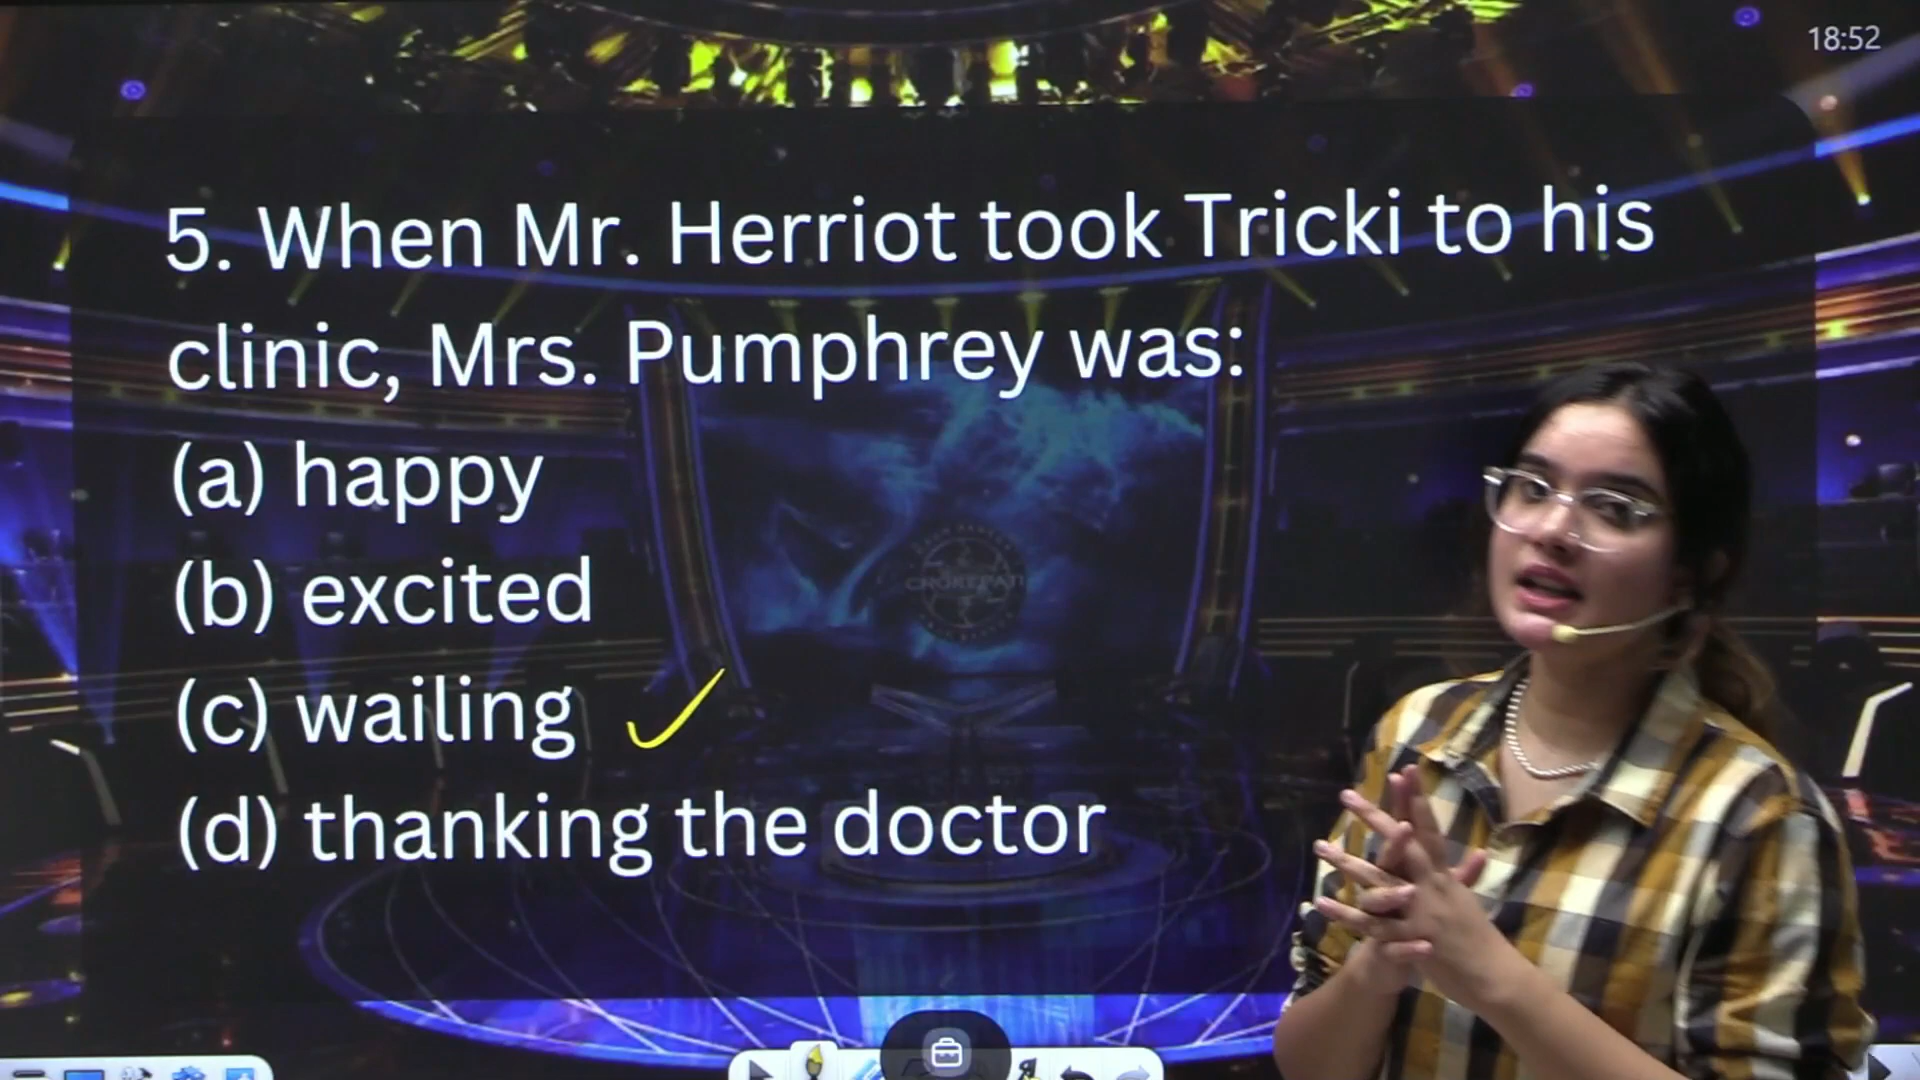 18:52
5. When Mr. Herriot took Tricki to his
clinic, Mrs. Pumphrey was:
(a) happy
(b) excited
(c) wailing
(d) thanking the doctor